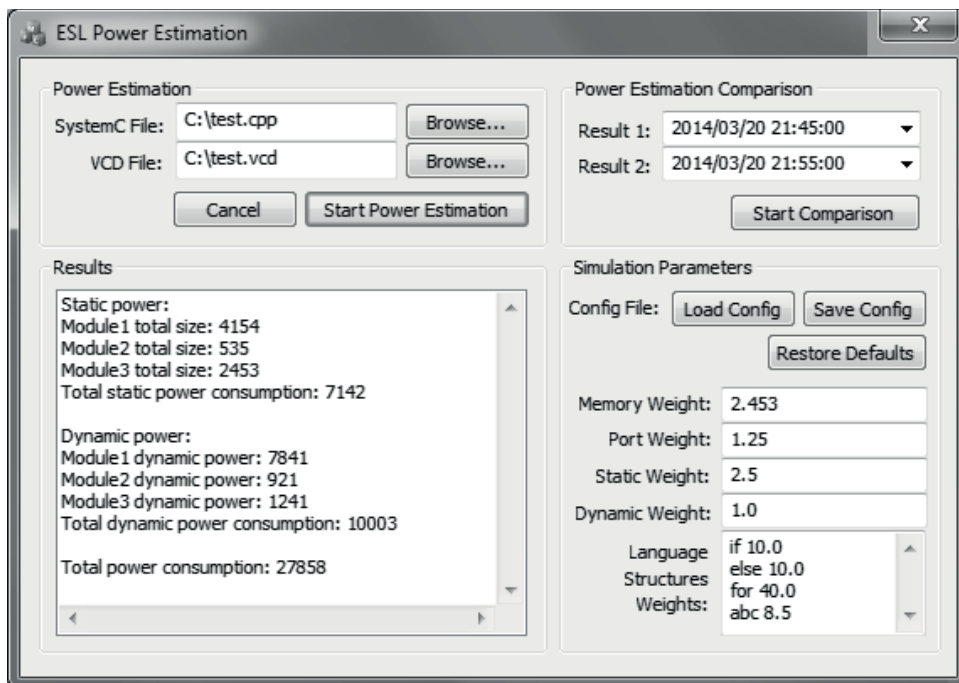 ESL Power Estimation
x
Power Estimation
SystemC File: C:\test.cpp Browse...
VCD File: C:\test.vcd Browse...
Cancel Start Power Estimation
Power Estimation Comparison
Result 1: 2014/03/20 21:45:00
Result 2: 2014/03/20 21:55:00
Start Comparison
Results
Static power:
Module1 total size: 4154
Module2 total size: 535
Module3 total size: 2453
Total static power consumption: 7142
Dynamic power:
Module1 dynamic power: 7841
Module2 dynamic power: 921
Module3 dynamic power: 1241
Total dynamic power consumption: 10003
Total power consumption: 27858
Simulation Parameters
Config File: Load Config Save Config
Restore Defaults
Memory Weight: 2.453
Port Weight: 1.25
Static Weight: 2.5
Dynamic Weight: 1.0
Language
Structures
Weights:
if 10.0
else 10.0
for 40.0
abc 8.5